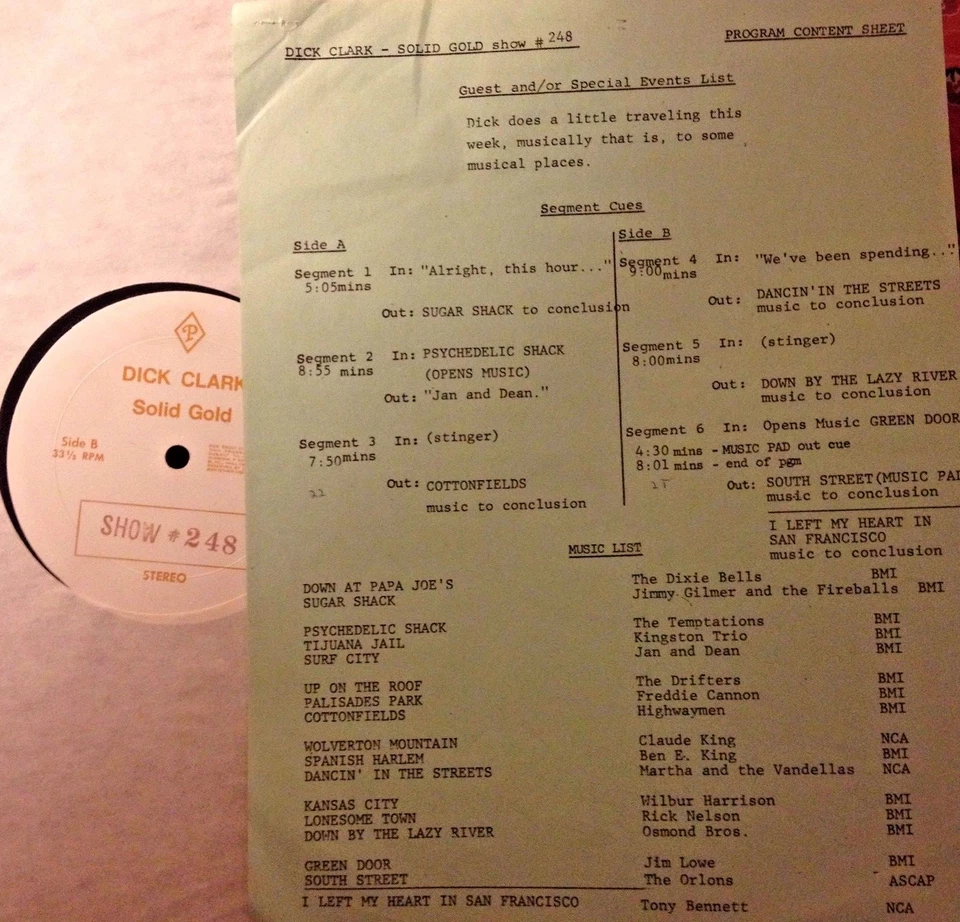 DICK CLARK - SOLID GOLD show # 248
PROGRAM CONTENT SHEET
Guest and/or Special Events List
Dick does a little traveling this
week, musically that is, to some
musical places.
Segment Cues
Side A
Segment 1 In: "Alright, this hour..."
5:05mins
Out: SUGAR SHACK to conclusion
Segment 2 In: PSYCHEDELIC SHACK
8:55 mins
(OPENS MUSIC)
Out: "Jan and Dean."
Segment 3 In: (stinger)
7:50mins
22
Out: COTTONFIELDS
music to conclusion
Side B
Segment 4 In: "We've been spending..."
9:00mins
Out: DANCIN'IN THE STREETS
music to conclusion
Segment 5 In: (stinger)
8:00mins
Out: DOWN BY THE LAZY RIVER
music to conclusion
Segment 6 In: Opens Music GREEN DOOR
4:30 mins - MUSIC PAD out cue
8:01 mins - end of pgm
Out: SOUTH STREET(MUSIC PAD
music to conclusion
I LEFT MY HEART IN
SAN FRANCISCO
music to conclusion
MUSIC LIST
DOWN AT PAPA JOE'S The Dixie Bells BMI
SUGAR SHACK Jimmy Gilmer and the Fireballs BMI
PSYCHEDELIC SHACK The Temptations BMI
TIJUANA JAIL Kingston Trio BMI
SURF CITY Jan and Dean BMI
UP ON THE ROOF The Drifters BMI
PALISADES PARK Freddie Cannon BMI
COTTONFIELDS Highwaymen BMI
WOLVERTON MOUNTAIN Claude King NCA
SPANISH HARLEM Ben E. King BMI
DANCIN' IN THE STREETS Martha and the Vandellas NCA
KANSAS CITY Wilbur Harrison BMI
LONESOME TOWN Rick Nelson BMI
DOWN BY THE LAZY RIVER Osmond Bros. BMI
GREEN DOOR Jim Lowe BMI
SOUTH STREET The Orlons ASCAP
I LEFT MY HEART IN SAN FRANCISCO Tony Bennett NCA
P
DICK CLARK
Solid Gold
Side B
33⅓ RPM
SHOW #248
STEREO